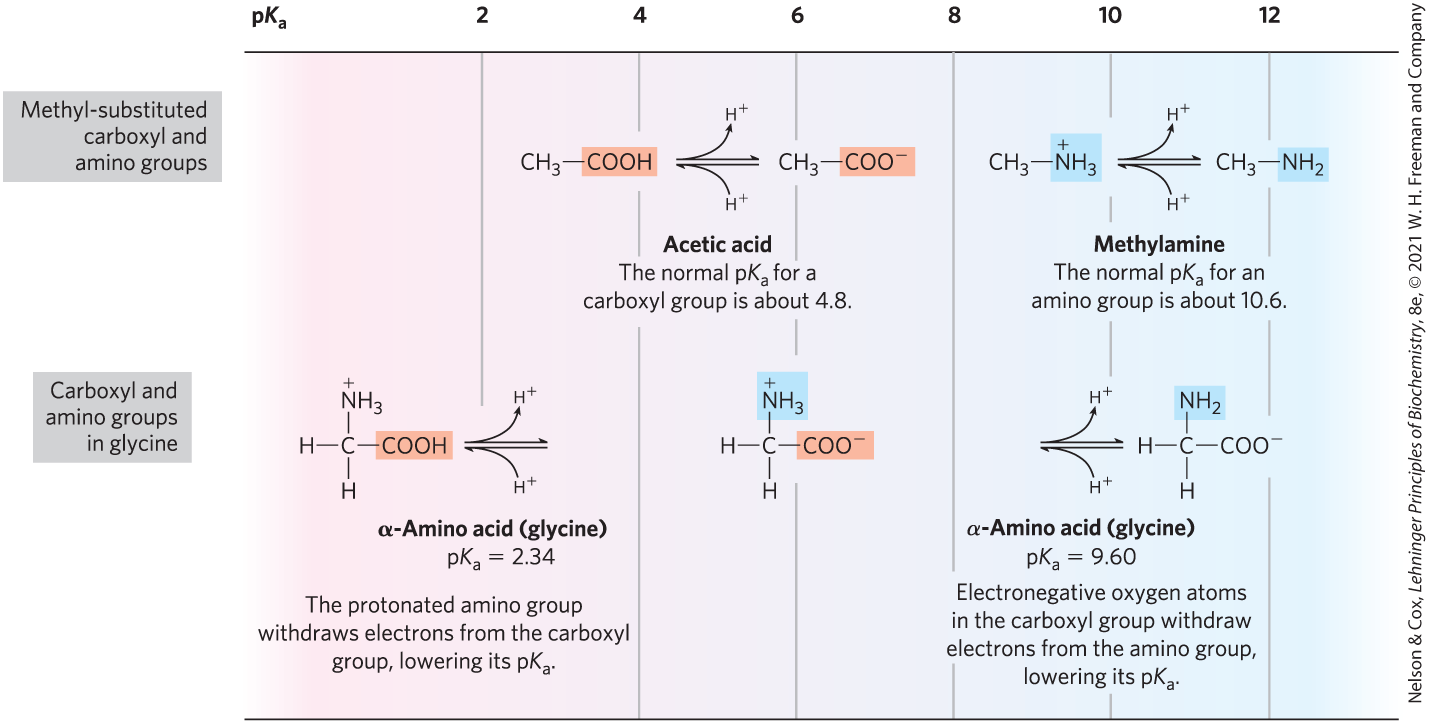 pKa 2 4 6 8 10 12
Methyl-substituted
carboxyl and
amino groups
H+ H+
CH3—COOH CH3—COO− CH3—+NH3 CH3—NH2
H+ H+
Acetic acid
The normal pKa for a
carboxyl group is about 4.8.
Methylamine
The normal pKa for an
amino group is about 10.6.
Carboxyl and
amino groups
in glycine
+NH3 H+ +NH3 H+ NH2
H—C—COOH H—C—COO− H—C—COO−
H H+ H H+ H
α-Amino acid (glycine)
pKa = 2.34
The protonated amino group
withdraws electrons from the carboxyl
group, lowering its pKa.
α-Amino acid (glycine)
pKa = 9.60
Electronegative oxygen atoms
in the carboxyl group withdraw
electrons from the amino group,
lowering its pKa.
Nelson & Cox, Lehninger Principles of Biochemistry, 8e, © 2021 W. H. Freeman and Company